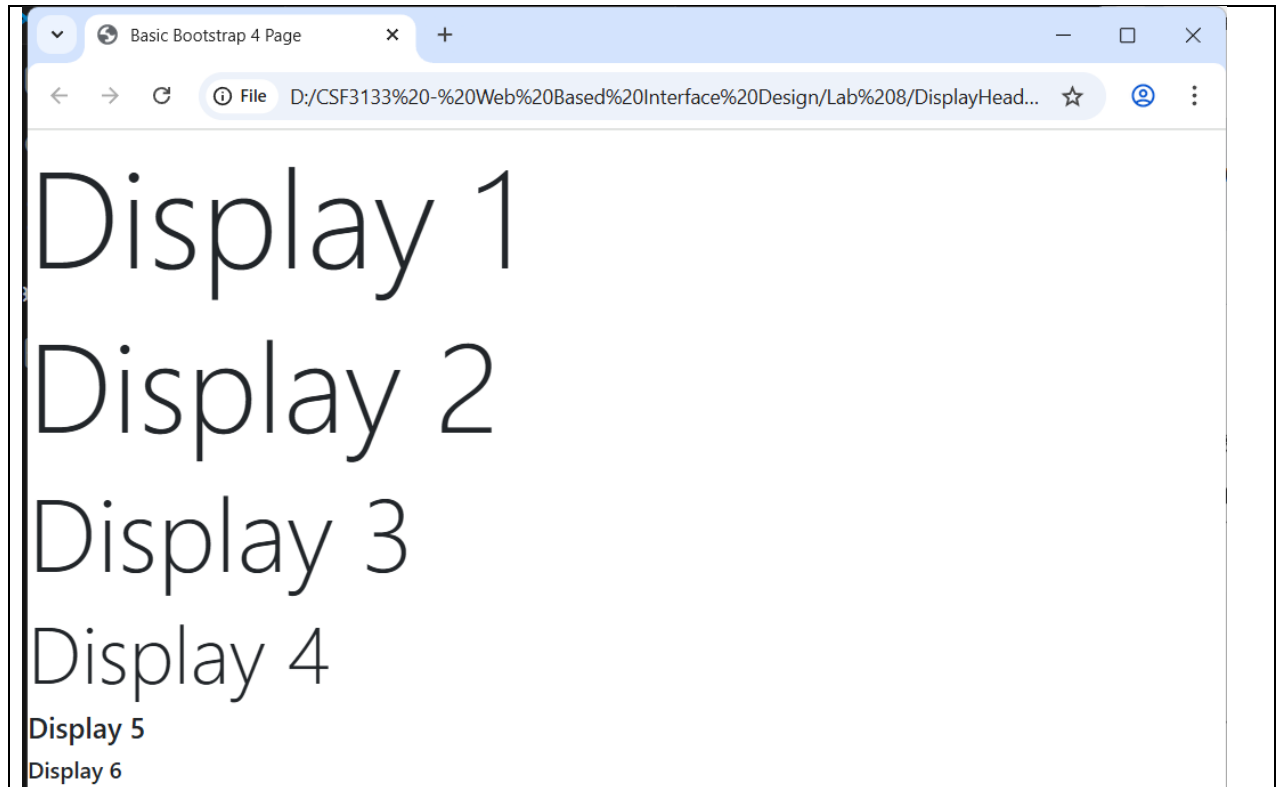 Basic Bootstrap 4 Page
File D:/CSF3133%20-%20Web%20Based%20Interface%20Design/Lab%208/DisplayHead...
Display 1
Display 2
Display 3
Display 4
Display 5
Display 6